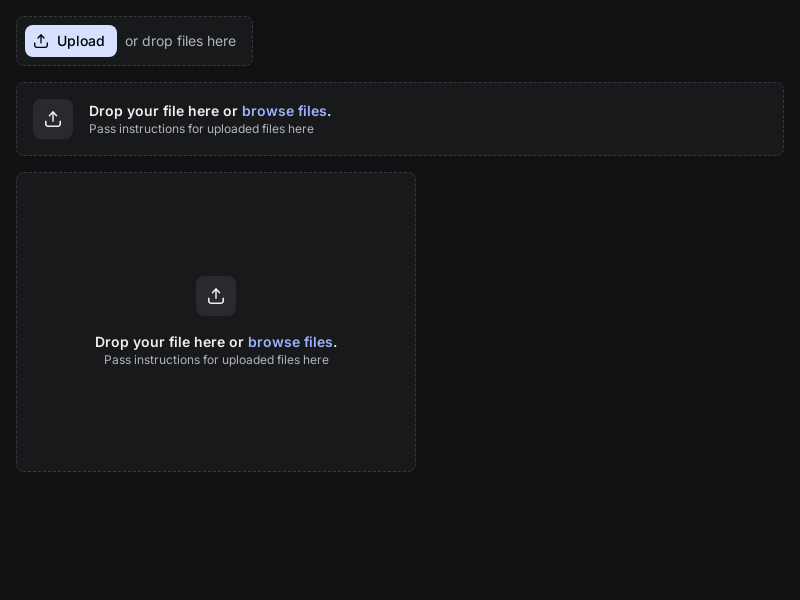 Upload or drop files here
Drop your file here or browse files.
Pass instructions for uploaded files here
Drop your file here or browse files.
Pass instructions for uploaded files here